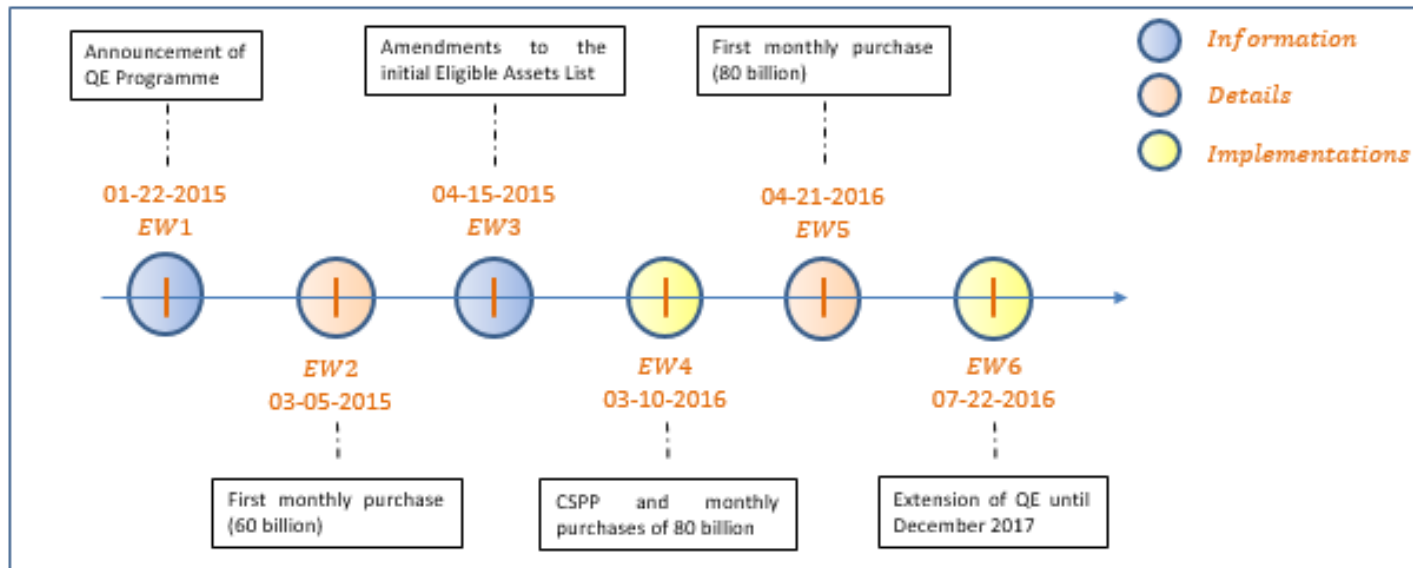 Announcement of
QE Programme
Amendments to the
initial Eligible Assets List
First monthly purchase
(80 billion)
Information
Details
Implementations
01-22-2015
EW1
04-15-2015
EW3
04-21-2016
EW5
EW2
03-05-2015
EW4
03-10-2016
EW6
07-22-2016
First monthly purchase
(60 billion)
CSPP and monthly
purchases of 80 billion
Extension of QE until
December 2017